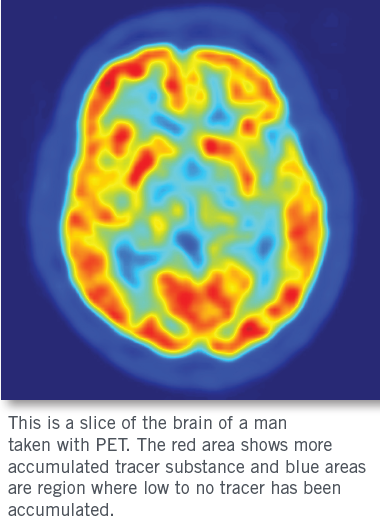 This is a slice of the brain of a man
taken with PET. The red area shows more
accumulated tracer substance and blue areas
are region where low to no tracer has been
accumulated.